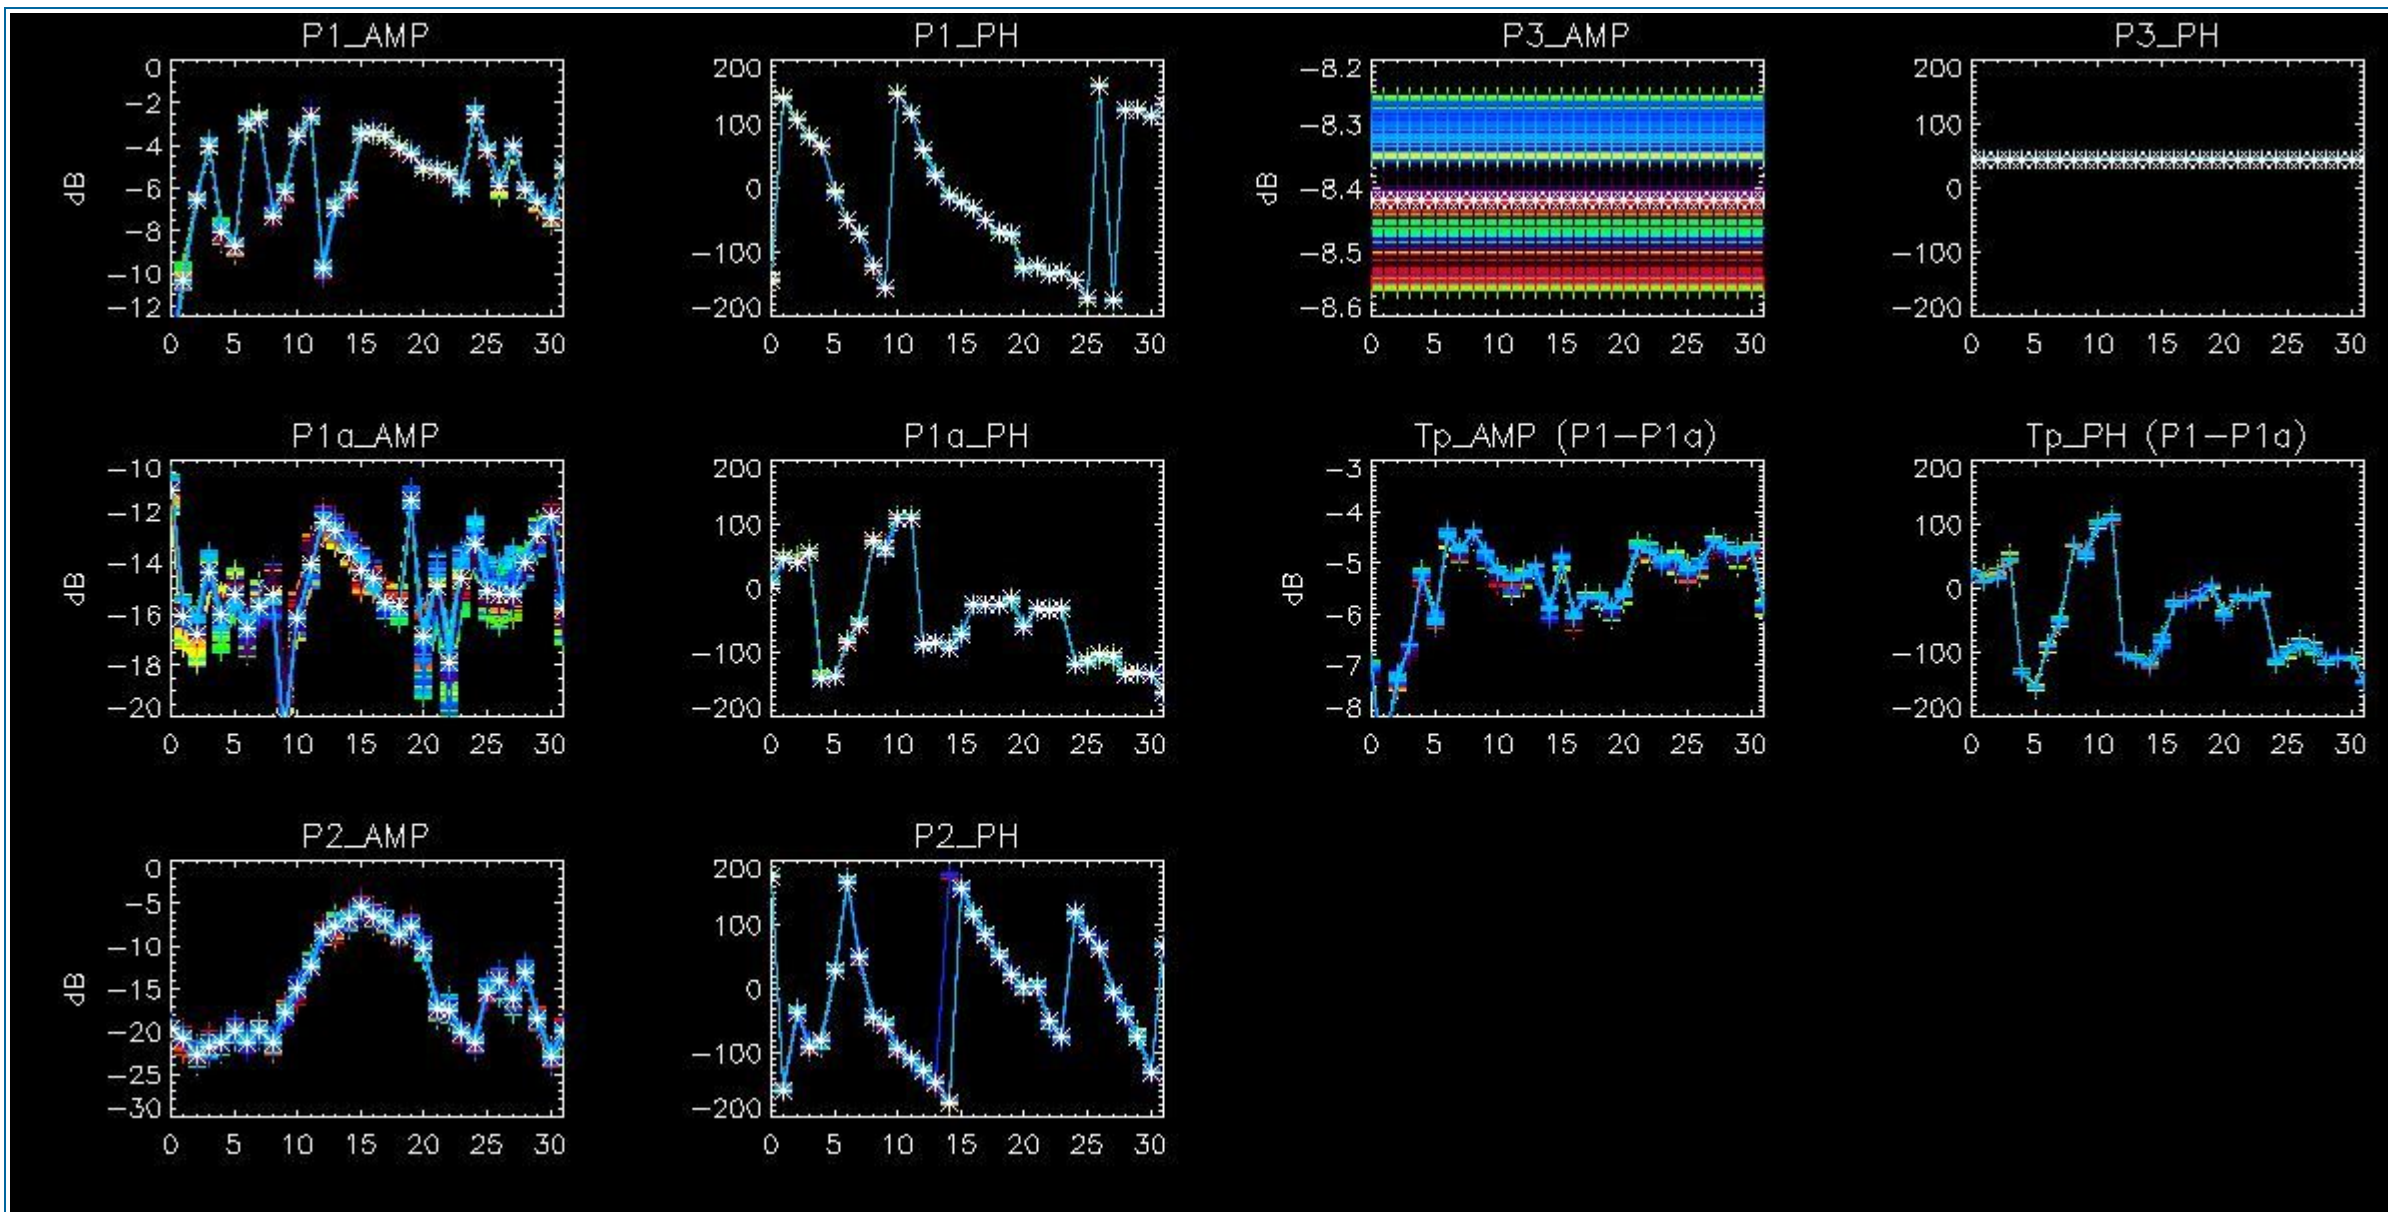 P1_AMP
P1_PH
P3_AMP
P3_PH
0
−2
−4
−6
−8
−10
−12
dB
0 5 10 15 20 25 30
200
100
0
−100
−200
0 5 10 15 20 25 30
−8.2
−8.3
−8.4
−8.5
−8.6
dB
0 5 10 15 20 25 30
200
100
0
−100
−200
0 5 10 15 20 25 30
P1a_AMP
P1a_PH
Tp_AMP (P1−P1a)
Tp_PH (P1−P1a)
−10
−12
−14
−16
−18
−20
dB
0 5 10 15 20 25 30
200
100
0
−100
−200
0 5 10 15 20 25 30
−3
−4
−5
−6
−7
−8
dB
0 5 10 15 20 25 30
200
100
0
−100
−200
0 5 10 15 20 25 30
P2_AMP
P2_PH
0
−5
−10
−15
−20
−25
−30
dB
0 5 10 15 20 25 30
200
100
0
−100
−200
0 5 10 15 20 25 30